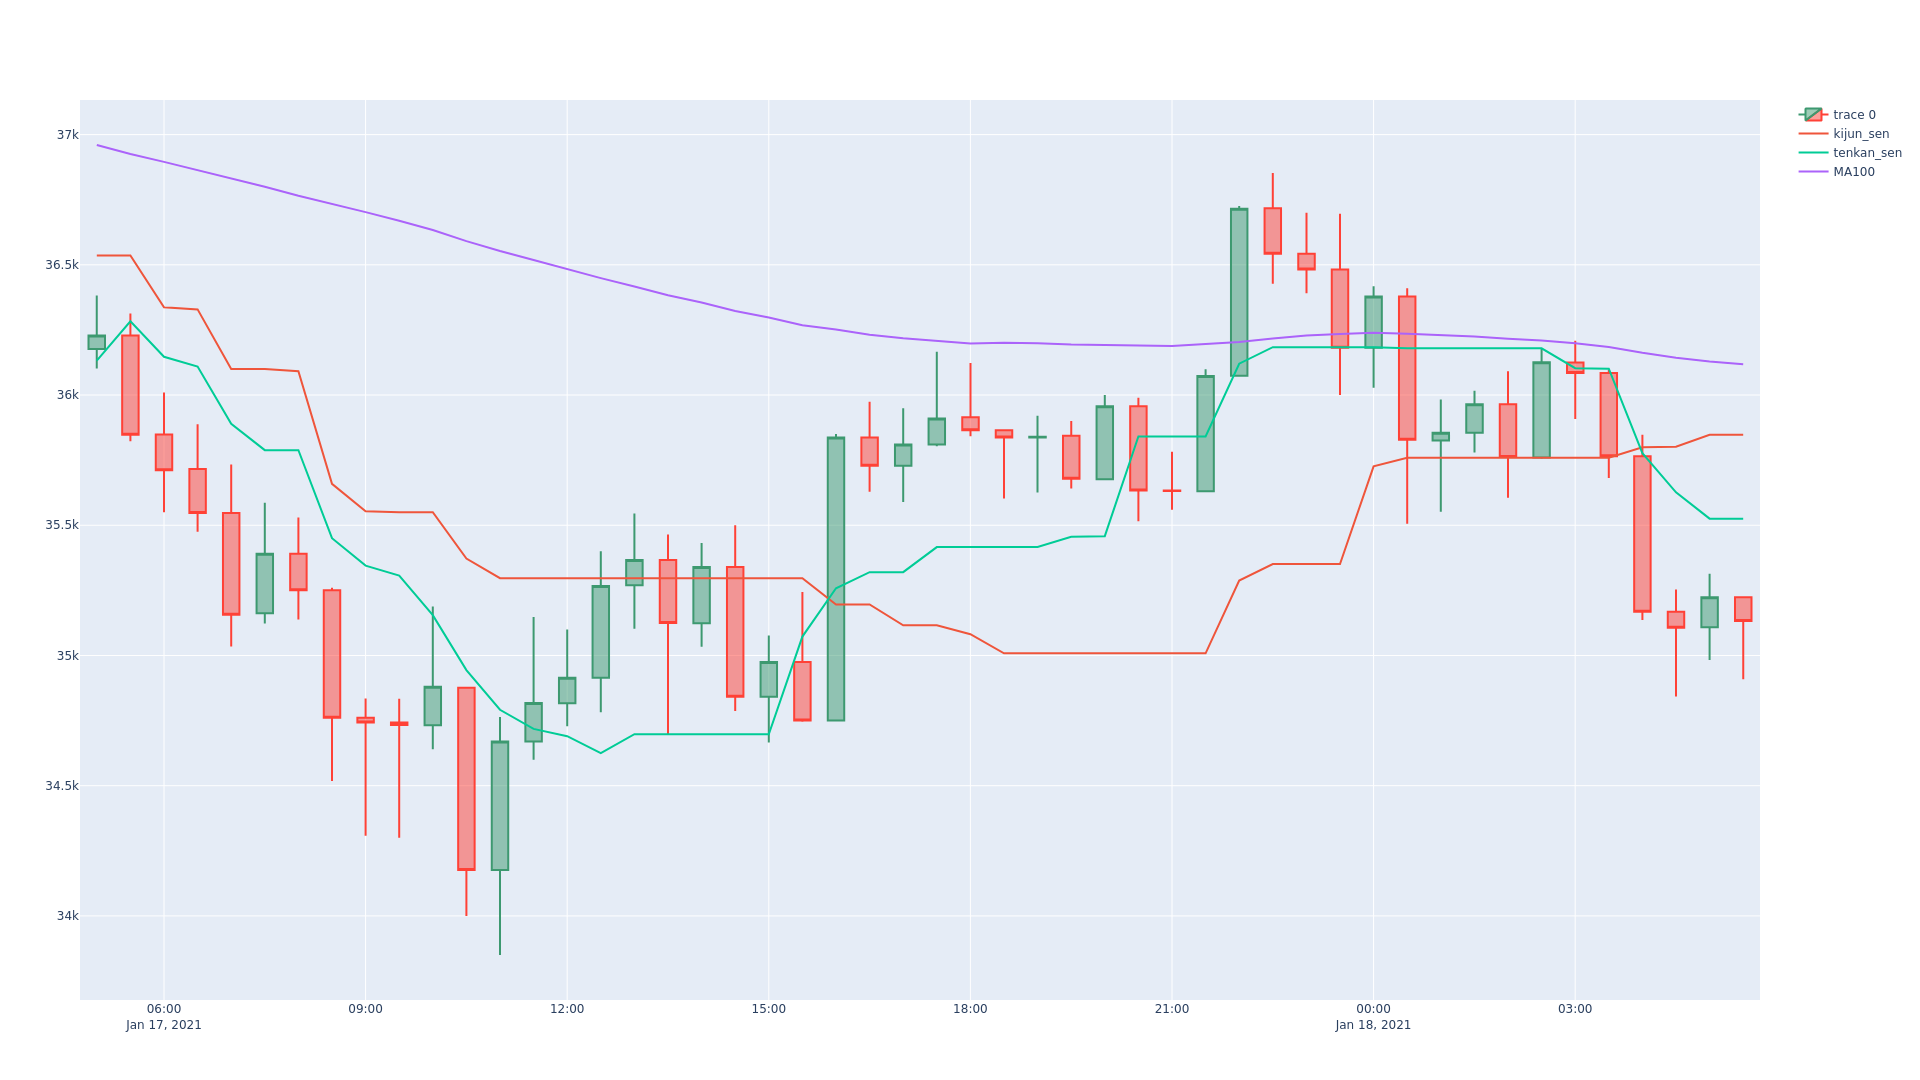 37k
36.5k
36k
35.5k
35k
34.5k
34k
06:00
Jan 17, 2021
09:00
12:00
15:00
18:00
21:00
00:00
Jan 18, 2021
03:00
trace 0
kijun_sen
tenkan_sen
MA100